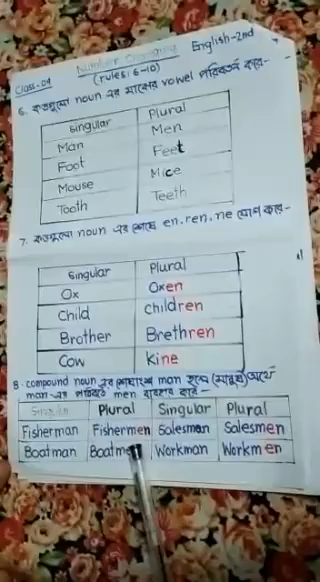 Number Changing
English-2nd
Class-04
(rules: 6-10)
6. কতগুলো noun এর মাঝের vowel পরিবর্তন করে-
Singular Plural
Man Men
Foot Feet
Mouse Mice
Tooth Teeth
7. কতগুলো noun এর শেষে en, ren, ne যোগ করে-
Singular Plural
Ox Oxen
Child children
Brother Brethren
Cow Kine
8. compound noun এর শেষাংশে man হলে (মানুষ) অর্থে
man-এর পরিবর্তে men ব্যবহার করে-
Singular Plural Singular Plural
Fisherman Fishermen Salesman Salesmen
Boatman Boatmen Workman Workmen